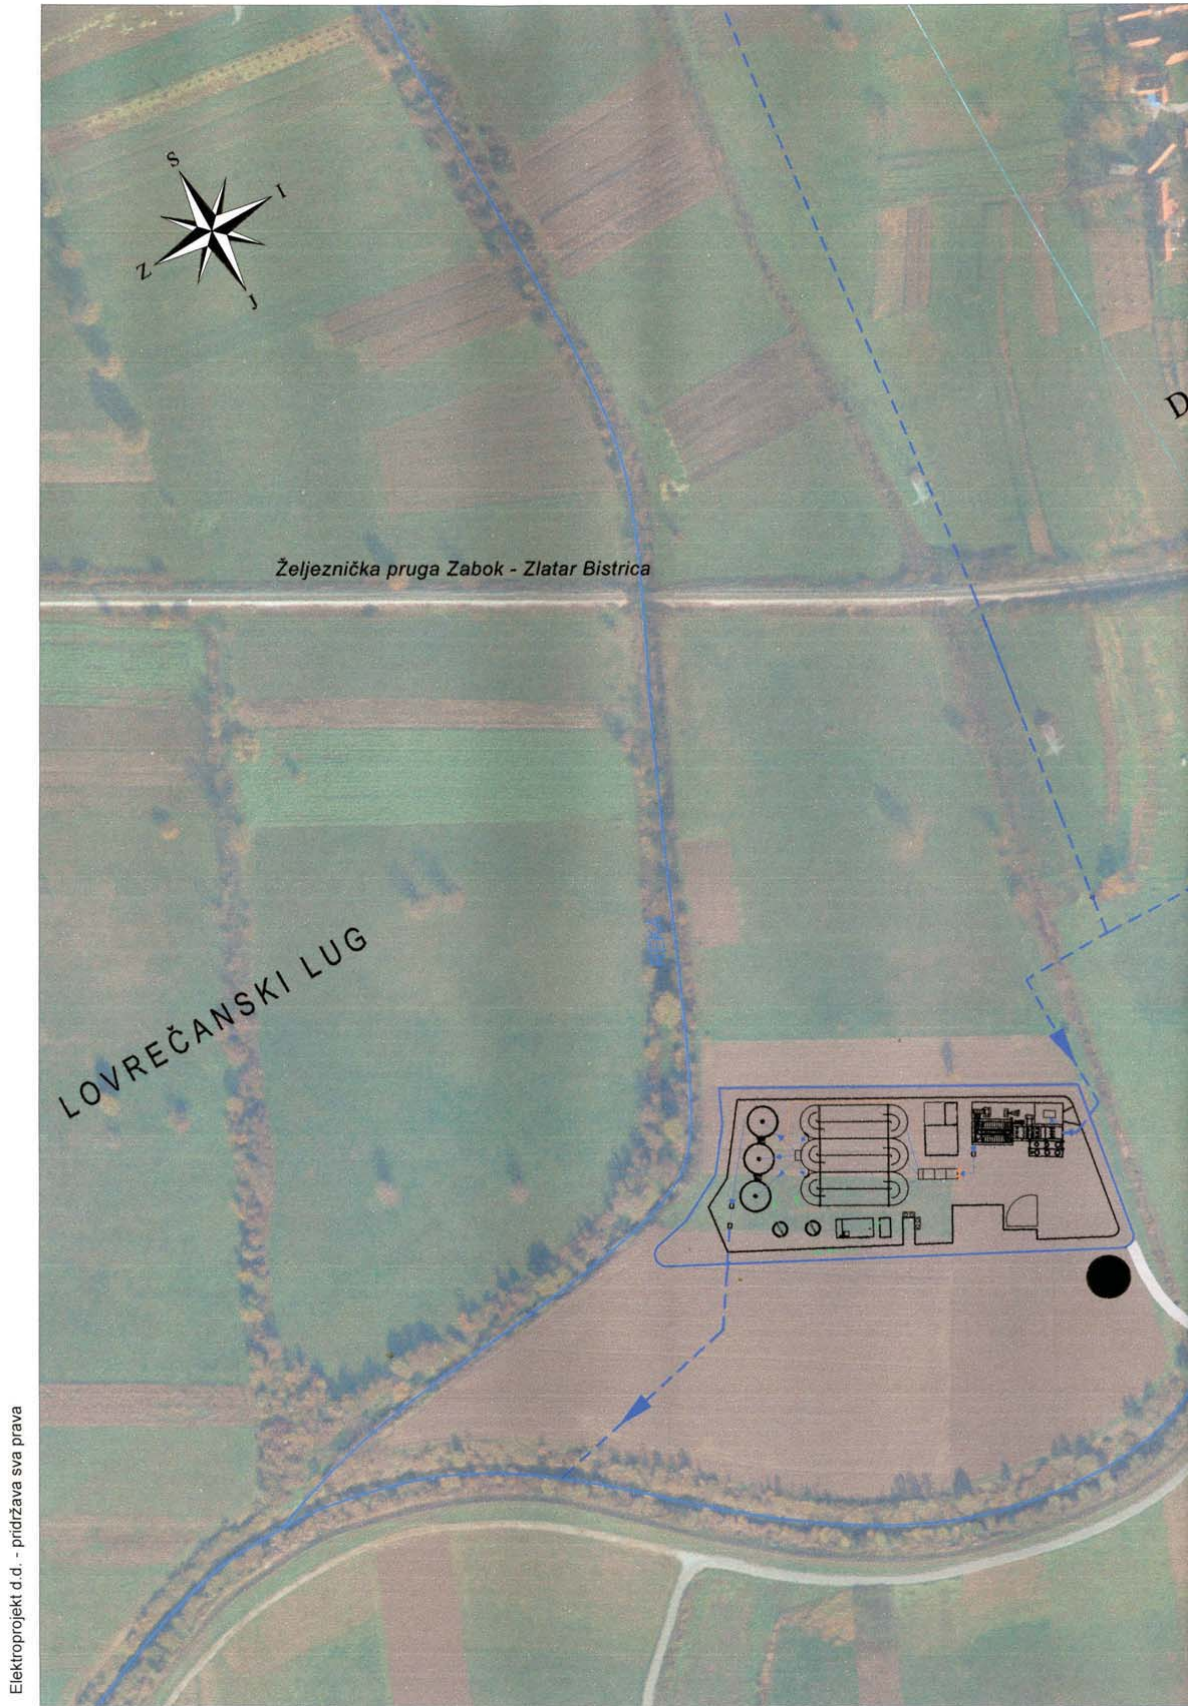 S
I
Z
J
D
Željeznička pruga Zabok - Zlatar Bistrica
LOVREČANSKI LUG
Elektroprojekt d.d. - pridržava sva prava